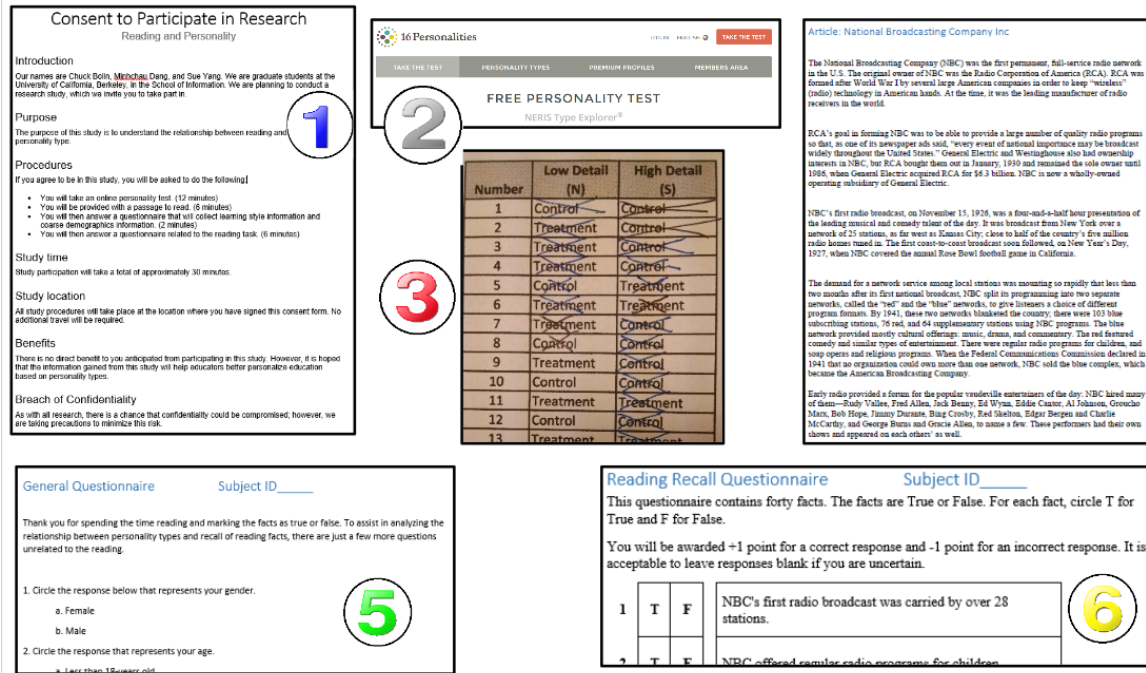 Consent to Participate in Research
Reading and Personality
Introduction
Our names are Chuck Bolin, Minhchau Dang, and Sue Yang. We are graduate students at the
University of California, Berkeley, in the School of Information. We are planning to conduct a
research study, which we invite you to take part in.
Purpose
The purpose of this study is to understand the relationship between reading and
personality type.
Procedures
If you agree to be in this study, you will be asked to do the following:
• You will take an online personality test. (12 minutes)
• You will be provided with a passage to read. (6 minutes)
• You will then answer a questionnaire that will collect learning style information and
coarse demographics information. (2 minutes)
• You will then answer a questionnaire related to the reading task. (6 minutes)
Study time
Study participation will take a total of approximately 30 minutes.
Study location
All study procedures will take place at the location where you have signed this consent form. No
additional travel will be required.
Benefits
There is no direct benefit to you anticipated from participating in this study. However, it is hoped
that the information gained from this study will help educators better personalize education
based on personality types.
Breach of Confidentiality
As with all research, there is a chance that confidentiality could be compromised; however, we
are taking precautions to minimize this risk.
1
16Personalities
TAKE THE TEST
TAKE THE TEST PERSONALITY TYPES PREMIUM PROFILES MEMBERS AREA
FREE PERSONALITY TEST
NERIS Type Explorer®
2
Number Low Detail (N) High Detail (S)
1 Control Control
2 Treatment Control
3 Treatment Control
4 Treatment Control
5 Control Treatment
6 Treatment Treatment
7 Treatment Control
8 Control Control
9 Treatment Control
10 Control Control
11 Treatment Treatment
12 Control Control
13 Treatment Treatment
3
Article: National Broadcasting Company Inc
The National Broadcasting Company (NBC) was the first permanent, full-service radio network
in the U.S. The original owner of NBC was the Radio Corporation of America (RCA). RCA was
formed after World War I by several large American companies in order to keep "wireless"
(radio) technology in American hands. At the time, it was the leading manufacturer of radio
receivers in the world.
RCA's goal in forming NBC was to be able to provide a large number of quality radio programs
so that, as one of its newspaper ads said, "every event of national importance may be broadcast
widely throughout the United States." General Electric and Westinghouse also had ownership
interests in NBC, but RCA bought them out in January, 1930 and remained the sole owner until
1986, when General Electric acquired RCA for $6.3 billion. NBC is now a wholly-owned
operating subsidiary of General Electric.
NBC's first radio broadcast, on November 15, 1926, was a four-and-a-half hour presentation of
the leading musical and comedy talent of the day. It was broadcast from New York over a
network of 25 stations, as far west as Kansas City; close to half of the country's five million
radio homes tuned in. The first coast-to-coast broadcast soon followed, on New Year's Day,
1927, when NBC covered the annual Rose Bowl football game in California.
The demand for a network service among local stations was mounting so rapidly that less than
two months after its first national broadcast, NBC split its programming into two separate
networks, called the "red" and the "blue" networks, to give listeners a choice of different
program formats. By 1941, these two networks blanketed the country; there were 103 blue
subscribing stations, 76 red, and 64 supplementary stations using NBC programs. The blue
network provided mostly cultural offerings: music, drama, and commentary. The red featured
comedy and similar types of entertainment. There were regular radio programs for children, and
soap operas and religious programs. When the Federal Communications Commission declared in
1941 that no organization could own more than one network, NBC sold the blue complex, which
became the American Broadcasting Company.
Early radio provided a forum for the popular vaudeville entertainers of the day. NBC hired many
of them—Rudy Vallee, Fred Allen, Jack Benny, Ed Wynn, Eddie Cantor, Al Johnson, Groucho
Marx, Bob Hope, Jimmy Durante, Bing Crosby, Red Skelton, Edgar Bergen and Charlie
McCarthy, and George Burns and Gracie Allen, to name a few. These performers had their own
shows and appeared on each others' as well.
General Questionnaire Subject ID_____
Thank you for spending the time reading and marking the facts as true or false. To assist in analyzing the
relationship between personality types and recall of reading facts, there are just a few more questions
unrelated to the reading.
1. Circle the response below that represents your gender.
a. Female
b. Male
2. Circle the response that represents your age.
a. Less than 18-years old
5
Reading Recall Questionnaire Subject ID_____
This questionnaire contains forty facts. The facts are True or False. For each fact, circle T for
True and F for False.
You will be awarded +1 point for a correct response and -1 point for an incorrect response. It is
acceptable to leave responses blank if you are uncertain.
1 T F NBC's first radio broadcast was carried by over 28
stations.
2 T F NBC offered regular radio programs for children
6